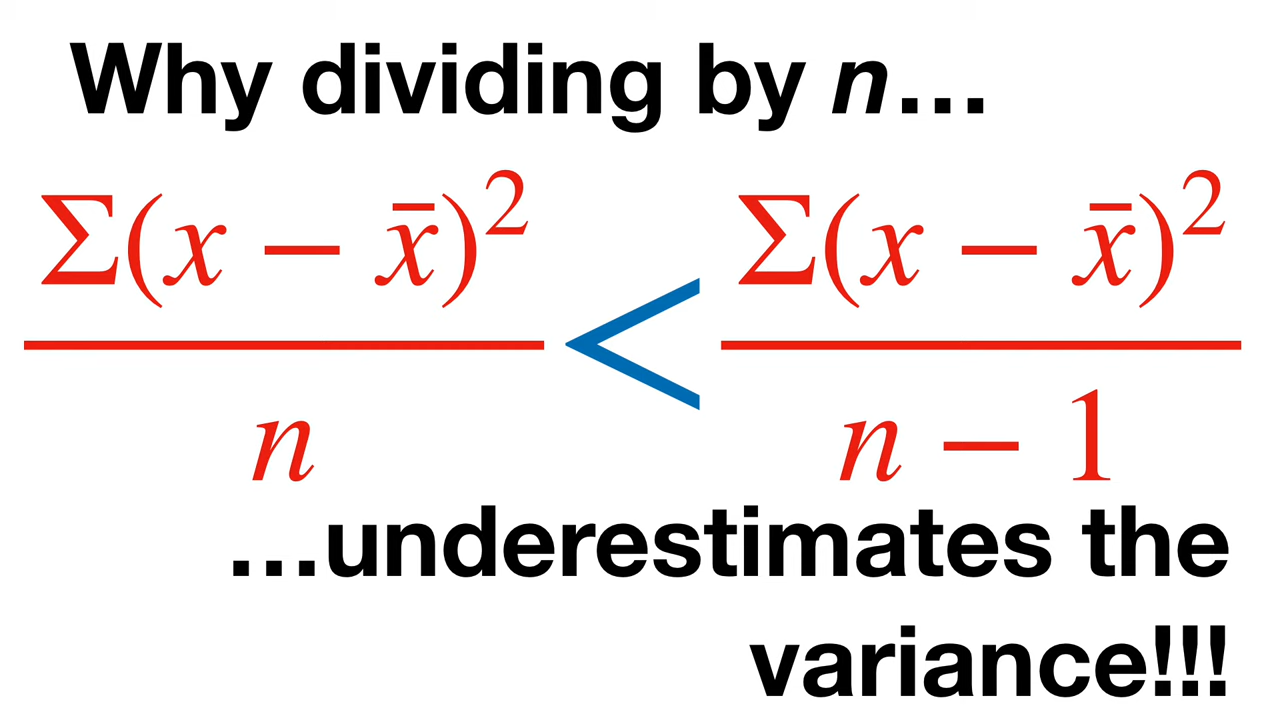 Why dividing by n…
Σ(x − x̄)² / n < Σ(x − x̄)² / n − 1
…underestimates the
variance!!!